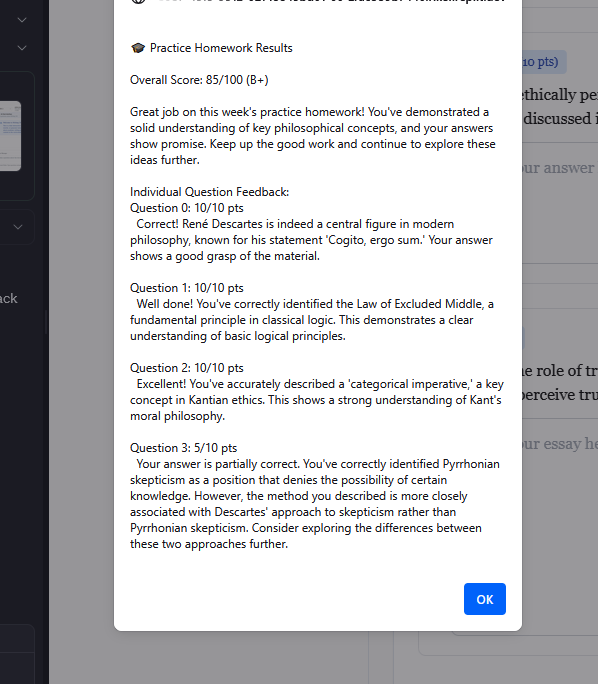 🎓 Practice Homework Results
Overall Score: 85/100 (B+)
Great job on this week's practice homework! You've demonstrated a
solid understanding of key philosophical concepts, and your answers
show promise. Keep up the good work and continue to explore these
ideas further.
Individual Question Feedback:
Question 0: 10/10 pts
Correct! René Descartes is indeed a central figure in modern
philosophy, known for his statement 'Cogito, ergo sum.' Your answer
shows a good grasp of the material.
Question 1: 10/10 pts
Well done! You've correctly identified the Law of Excluded Middle, a
fundamental principle in classical logic. This demonstrates a clear
understanding of basic logical principles.
Question 2: 10/10 pts
Excellent! You've accurately described a 'categorical imperative,' a key
concept in Kantian ethics. This shows a strong understanding of Kant's
moral philosophy.
Question 3: 5/10 pts
Your answer is partially correct. You've correctly identified Pyrrhonian
skepticism as a position that denies the possibility of certain
knowledge. However, the method you described is more closely
associated with Descartes' approach to skepticism rather than
Pyrrhonian skepticism. Consider exploring the differences between
these two approaches further.
OK
ack
10 pts)
thically pe
discussed i
ur answer
e role of tr
perceive tru
ur essay he